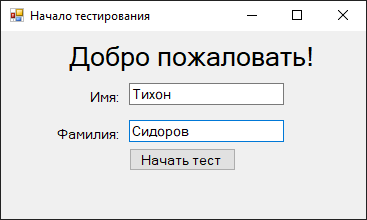 Начало тестирования
Добро пожаловать!
Имя: Тихон
Фамилия: Сидоров
Начать тест